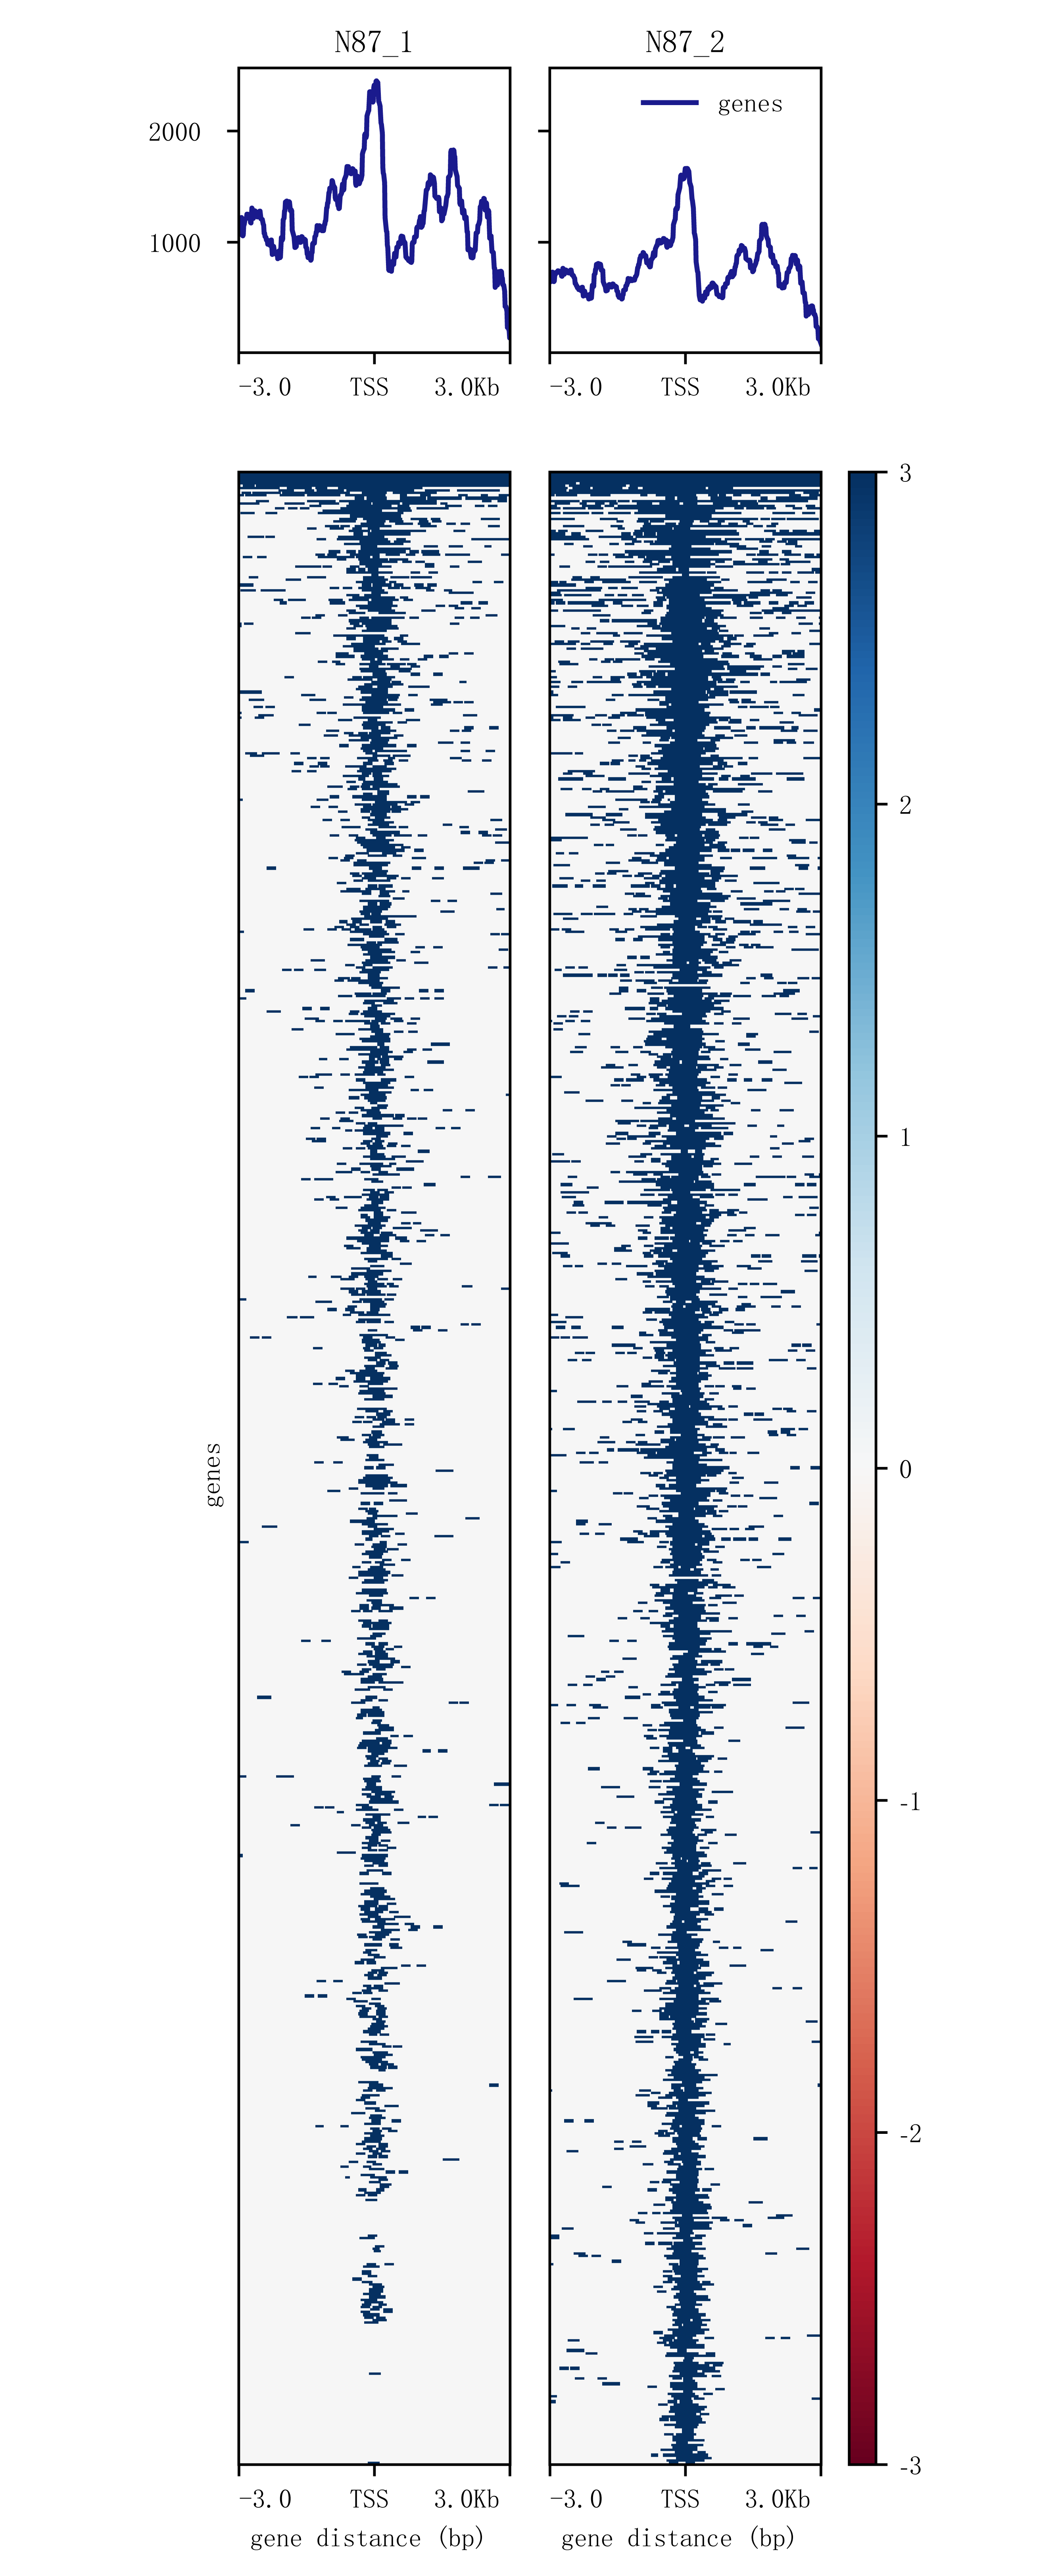 N87_1 N87_2
genes
2000
1000
-3.0 TSS 3.0Kb -3.0 TSS 3.0Kb
3
2
1
0
genes
-1
-2
-3
-3.0 TSS 3.0Kb -3.0 TSS 3.0Kb
gene distance (bp) gene distance (bp)